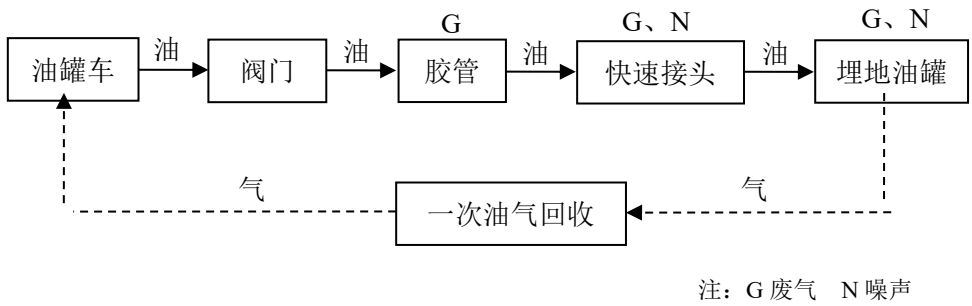 G
G、N
G、N
油罐车
油
阀门
油
胶管
油
快速接头
油
埋地油罐
气
一次油气回收
气
注：G 废气 N 噪声